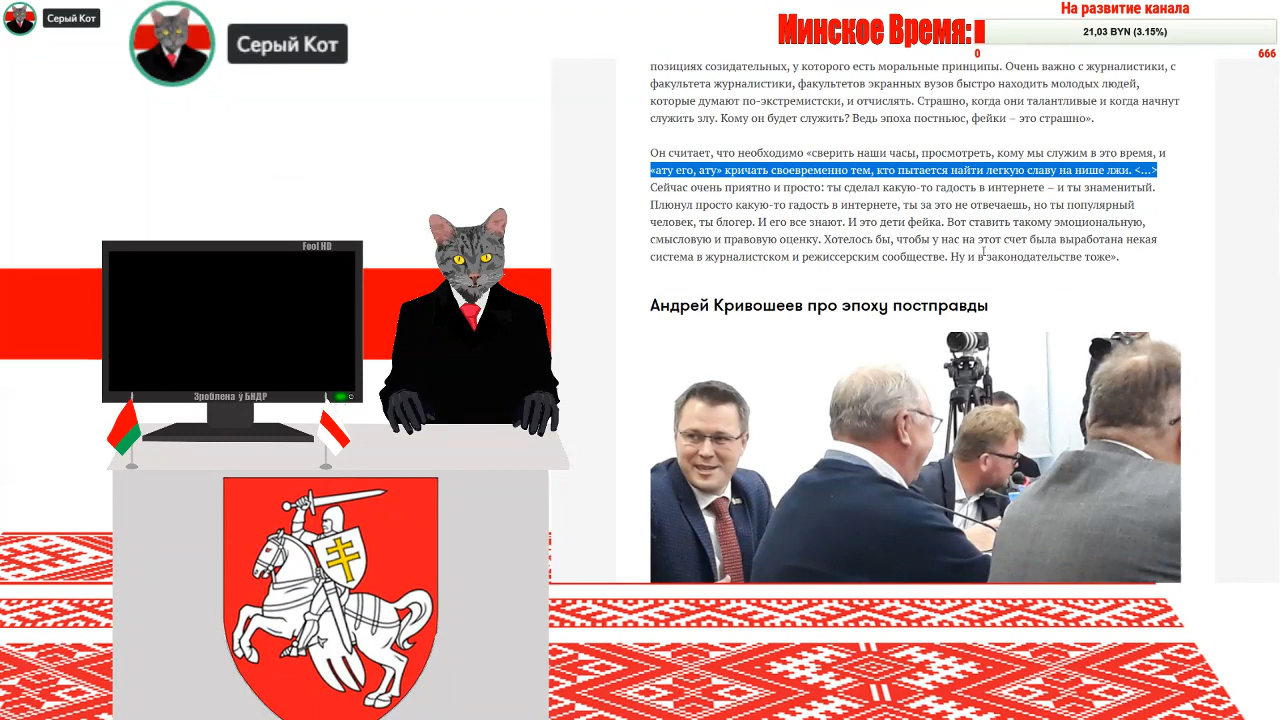 Серый Кот
Серый Кот
Минское Время:
На развитие канала
21,03 BYN (3.15%)
0
666
позициях созидательных, у которого есть моральные принципы. Очень важно с журналистики, с
факультета журналистики, факультетов экранных вузов быстро находить молодых людей,
которые думают по-экстремистски, и отчислять. Страшно, когда они талантливые и когда начнут
служить злу. Кому он будет служить? Ведь эпоха постньюс, фейки – это страшно».
Он считает, что необходимо «сверить наши часы, просмотреть, кому мы служим в это время, и
«ату его, ату» кричать своевременно тем, кто пытается найти легкую славу на нише лжи. <...>
Сейчас очень приятно и просто: ты сделал какую-то гадость в интернете – и ты знаменитый.
Плюнул просто какую-то гадость в интернете, ты за это не отвечаешь, но ты популярный
человек, ты блогер. И его все знают. И это дети фейка. Вот ставить такому эмоциональную,
смысловую и правовую оценку. Хотелось бы, чтобы у нас на этот счет была выработана некая
система в журналистском и режиссерском сообществе. Ну и в законодательстве тоже».
Андрей Кривошеев про эпоху постправды
Fool HD
Зроблена ў БНДР